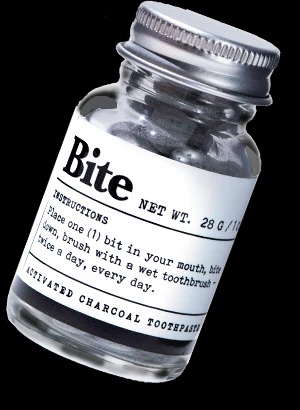 Bite
NET WT. 28 G / 1
INSTRUCTIONS
Place one (1) bit in your mouth, bite
down, brush with a wet toothbrush -
twice a day, every day.
ACTIVATED CHARCOAL TOOTHPASTE